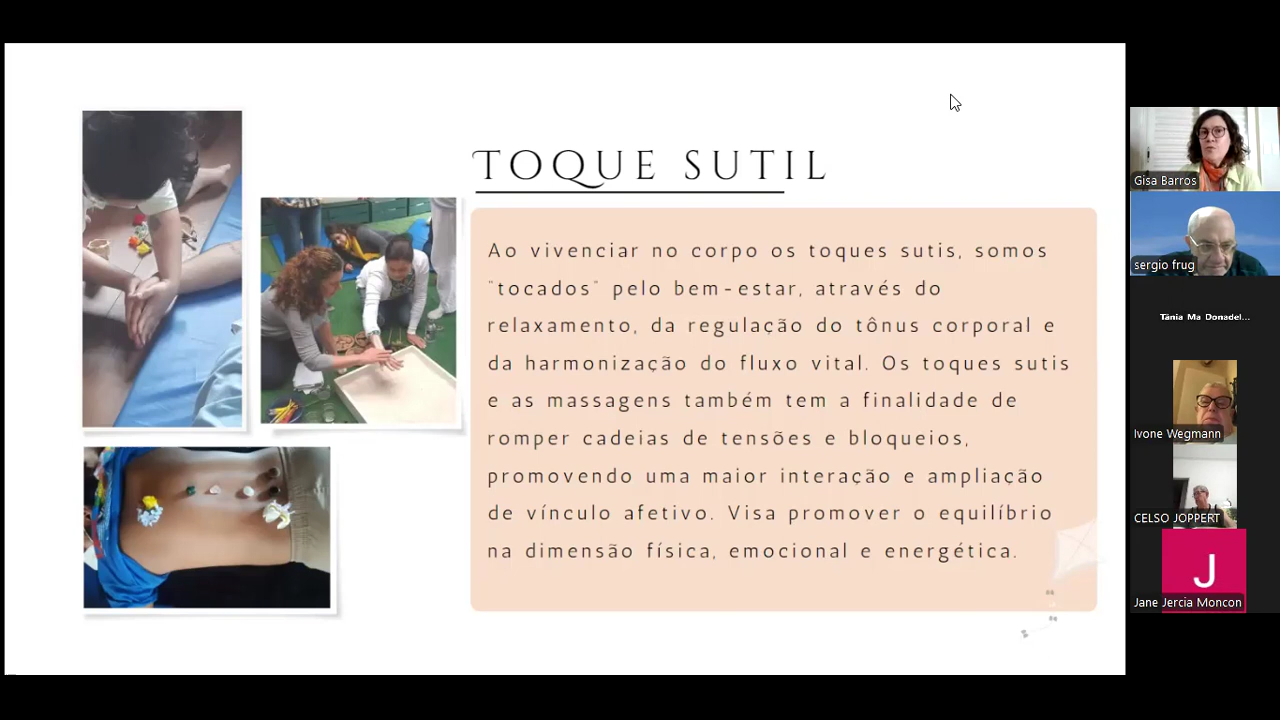 TOQUE SUTIL
Ao vivenciar no corpo os toques sutis, somos
"tocados" pelo bem-estar, através do
relaxamento, da regulação do tônus corporal e
da harmonização do fluxo vital. Os toques sutis
e as massagens também tem a finalidade de
romper cadeias de tensões e bloqueios,
promovendo uma maior interação e ampliação
de vínculo afetivo. Visa promover o equilíbrio
na dimensão física, emocional e energética.
Gisa Barros
sergio frug
Tânia Ma Donadel...
Ivone Wegmann
CELSO JOPPERT
J
Jane Jercia Moncon